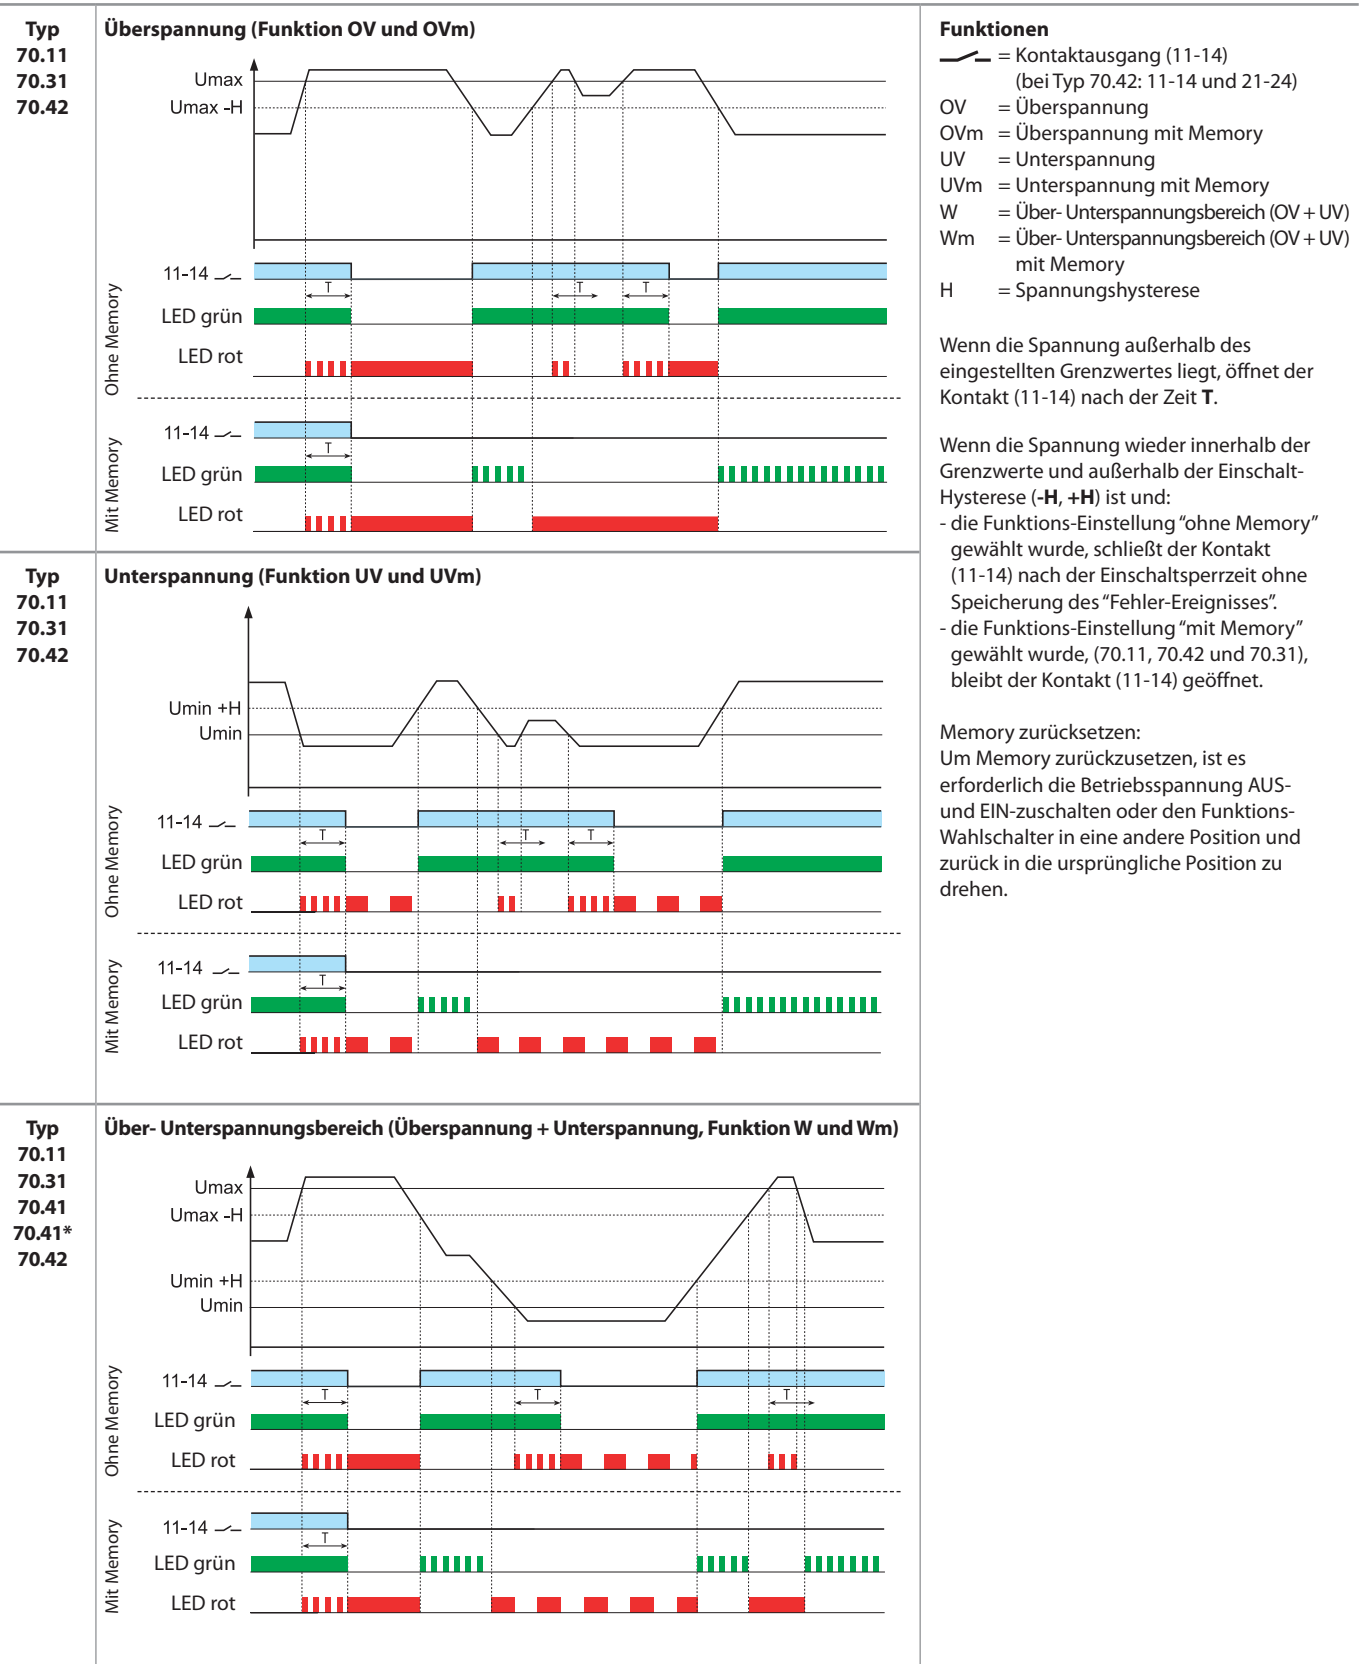 Typ
70.11
70.31
70.42
Überspannung (Funktion OV und OVm)
Umax
Umax -H
Ohne Memory
11-14
T
T
T
LED grün
LED rot
Mit Memory
11-14
T
LED grün
LED rot
Typ
70.11
70.31
70.42
Unterspannung (Funktion UV und UVm)
Umin +H
Umin
Ohne Memory
11-14
T
T
T
LED grün
LED rot
Mit Memory
11-14
T
LED grün
LED rot
Typ
70.11
70.31
70.41
70.41*
70.42
Über- Unterspannungsbereich (Überspannung + Unterspannung, Funktion W und Wm)
Umax
Umax -H
Umin +H
Umin
Ohne Memory
11-14
T
T
T
LED grün
LED rot
Mit Memory
11-14
T
LED grün
LED rot
Funktionen
= Kontaktausgang (11-14)
(bei Typ 70.42: 11-14 und 21-24)
OV = Überspannung
OVm = Überspannung mit Memory
UV = Unterspannung
UVm = Unterspannung mit Memory
W = Über- Unterspannungsbereich (OV + UV)
Wm = Über- Unterspannungsbereich (OV + UV)
mit Memory
H = Spannungshysterese
Wenn die Spannung außerhalb des
eingestellten Grenzwertes liegt, öffnet der
Kontakt (11-14) nach der Zeit T.
Wenn die Spannung wieder innerhalb der
Grenzwerte und außerhalb der Einschalt-
Hysterese (-H, +H) ist und:
- die Funktions-Einstellung “ohne Memory”
gewählt wurde, schließt der Kontakt
(11-14) nach der Einschaltsperrzeit ohne
Speicherung des “Fehler-Ereignisses”.
- die Funktions-Einstellung “mit Memory”
gewählt wurde, (70.11, 70.42 und 70.31),
bleibt der Kontakt (11-14) geöffnet.
Memory zurücksetzen:
Um Memory zurückzusetzen, ist es
erforderlich die Betriebsspannung AUS-
und EIN-zuschalten oder den Funktions-
Wahlschalter in eine andere Position und
zurück in die ursprüngliche Position zu
drehen.